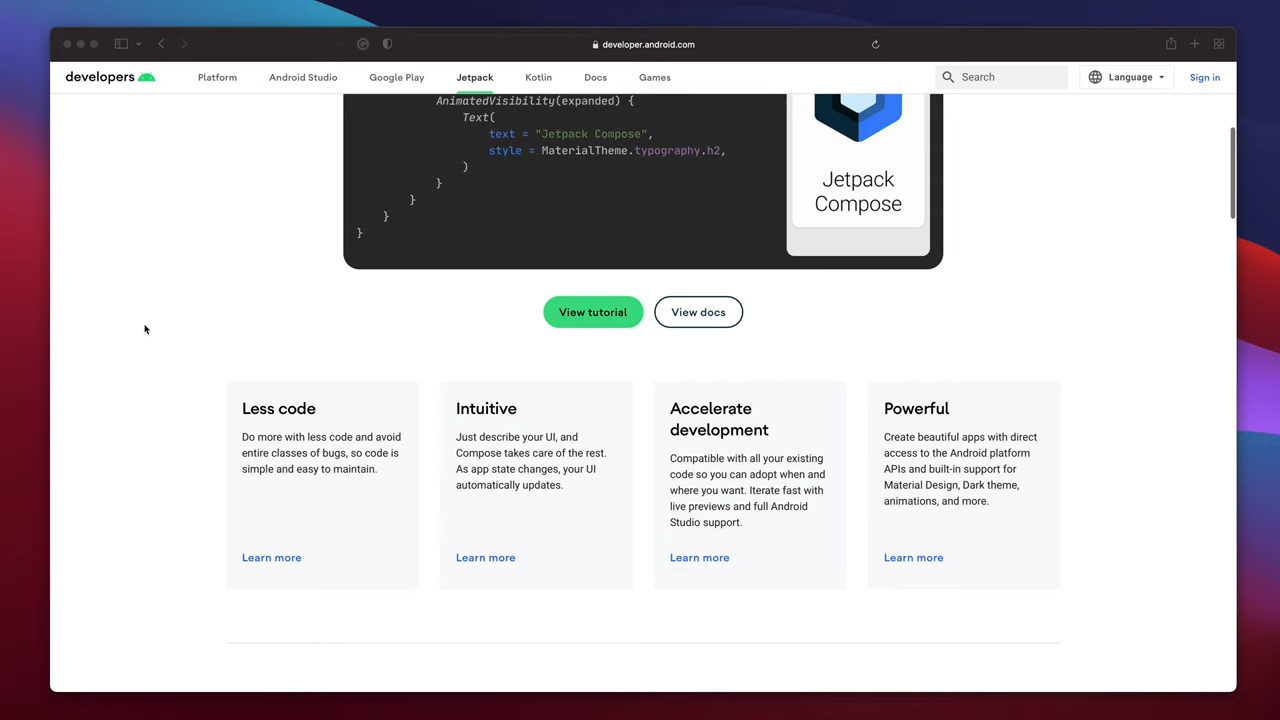 developer.android.com
developers
Platform
Android Studio
Google Play
Jetpack
Kotlin
Docs
Games
Search
Language
Sign in
AnimatedVisibility(expanded) {
Text(
text = "Jetpack Compose",
style = MaterialTheme.typography.h2,
)
}
}
}
}
Jetpack
Compose
View tutorial
View docs
Less code
Do more with less code and avoid
entire classes of bugs, so code is
simple and easy to maintain.
Learn more
Intuitive
Just describe your UI, and
Compose takes care of the rest.
As app state changes, your UI
automatically updates.
Learn more
Accelerate
development
Compatible with all your existing
code so you can adopt when and
where you want. Iterate fast with
live previews and full Android
Studio support.
Learn more
Powerful
Create beautiful apps with direct
access to the Android platform
APIs and built-in support for
Material Design, Dark theme,
animations, and more.
Learn more